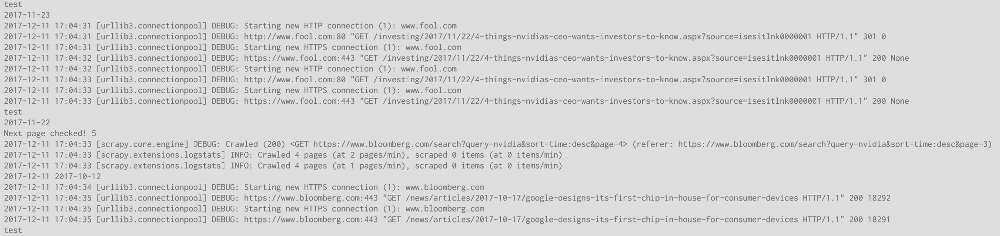 test
2017-11-23
2017-12-11 17:04:31 [urllib3.connectionpool] DEBUG: Starting new HTTP connection (1): www.fool.com
2017-12-11 17:04:31 [urllib3.connectionpool] DEBUG: http://www.fool.com:80 "GET /investing/2017/11/22/4-things-nvidias-ceo-wants-investors-to-know.aspx?source=isesitlnk0000001 HTTP/1.1" 301 0
2017-12-11 17:04:31 [urllib3.connectionpool] DEBUG: Starting new HTTPS connection (1): www.fool.com
2017-12-11 17:04:32 [urllib3.connectionpool] DEBUG: https://www.fool.com:443 "GET /investing/2017/11/22/4-things-nvidias-ceo-wants-investors-to-know.aspx?source=isesitlnk0000001 HTTP/1.1" 200 None
2017-12-11 17:04:32 [urllib3.connectionpool] DEBUG: Starting new HTTP connection (1): www.fool.com
2017-12-11 17:04:33 [urllib3.connectionpool] DEBUG: http://www.fool.com:80 "GET /investing/2017/11/22/4-things-nvidias-ceo-wants-investors-to-know.aspx?source=isesitlnk0000001 HTTP/1.1" 301 0
2017-12-11 17:04:33 [urllib3.connectionpool] DEBUG: Starting new HTTPS connection (1): www.fool.com
2017-12-11 17:04:33 [urllib3.connectionpool] DEBUG: https://www.fool.com:443 "GET /investing/2017/11/22/4-things-nvidias-ceo-wants-investors-to-know.aspx?source=isesitlnk0000001 HTTP/1.1" 200 None
test
2017-11-22
Next page checked! 5
2017-12-11 17:04:33 [scrapy.core.engine] DEBUG: Crawled (200) <GET https://www.bloomberg.com/search?query=nvidia&sort=time:desc&page=4> (referer: https://www.bloomberg.com/search?query=nvidia&sort=time:desc&page=3)
2017-12-11 17:04:33 [scrapy.extensions.logstats] INFO: Crawled 4 pages (at 2 pages/min), scraped 0 items (at 0 items/min)
2017-12-11 17:04:33 [scrapy.extensions.logstats] INFO: Crawled 4 pages (at 1 pages/min), scraped 0 items (at 0 items/min)
2017-12-11 2017-10-12
2017-12-11 17:04:34 [urllib3.connectionpool] DEBUG: Starting new HTTPS connection (1): www.bloomberg.com
2017-12-11 17:04:35 [urllib3.connectionpool] DEBUG: https://www.bloomberg.com:443 "GET /news/articles/2017-10-17/google-designs-its-first-chip-in-house-for-consumer-devices HTTP/1.1" 200 18292
2017-12-11 17:04:35 [urllib3.connectionpool] DEBUG: Starting new HTTPS connection (1): www.bloomberg.com
2017-12-11 17:04:35 [urllib3.connectionpool] DEBUG: https://www.bloomberg.com:443 "GET /news/articles/2017-10-17/google-designs-its-first-chip-in-house-for-consumer-devices HTTP/1.1" 200 18291
test